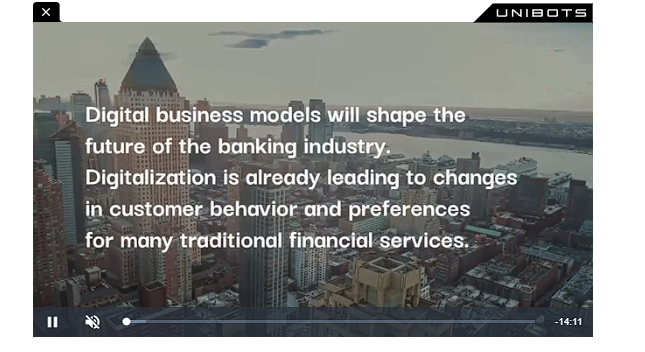 UNIBOTS
Digital business models will shape the
future of the banking industry.
Digitalization is already leading to changes
in customer behavior and preferences
for many traditional financial services.
-14:11